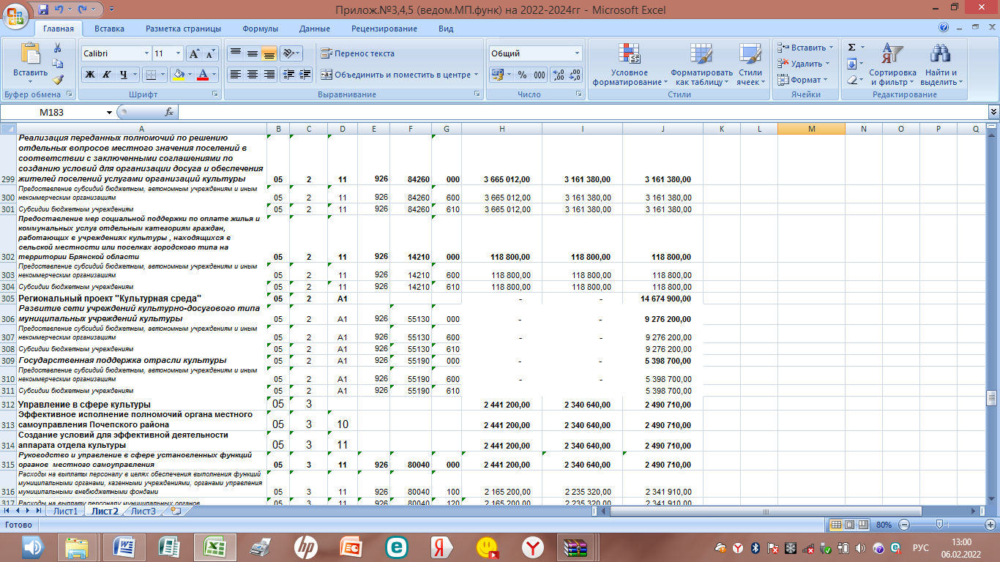 Прилож.№3,4,5 (ведом.МП.функ) на 2022-2024гг - Microsoft Excel
Главная Вставка Разметка страницы Формулы Данные Рецензирование Вид
Вставить
Буфер обмена
Calibri 11
Ж К Ч
Шрифт
Перенос текста
Объединить и поместить в центре
Выравнивание
Общий
% 000
Число
Условное форматирование
Форматировать как таблицу
Стили ячеек
Стили
Вставить
Удалить
Формат
Ячейки
Сортировка и фильтр
Найти и выделить
Редактирование
M183 fx
A B C D E F G H I J K L M N O P Q
Реализация переданных полномочий по решению
отдельных вопросов местного значения поселений в
соответствии с заключенными соглашениями по
созданию условий для организации досуга и обеспечения
299 жителей поселений услугами организаций культуры 05 2 11 926 84260 000 3 665 012,00 3 161 380,00 3 161 380,00
Предоставление субсидий бюджетным, автономным учреждениям и иным
300 некоммерческим организациям 05 2 11 926 84260 600 3 665 012,00 3 161 380,00 3 161 380,00
301 Субсидии бюджетным учреждениям 05 2 11 926 84260 610 3 665 012,00 3 161 380,00 3 161 380,00
Предоставление мер социальной поддержки по оплате жилья и
коммунальных услуг отдельным категориям граждан,
работающих в учреждениях культуры , находящихся в
сельской местности или поселках городского типа на
302 территории Брянской области 05 2 11 926 14210 000 118 800,00 118 800,00 118 800,00
Предоставление субсидий бюджетным, автономным учреждениям и иным
303 некоммерческим организациям 05 2 11 926 14210 600 118 800,00 118 800,00 118 800,00
304 Субсидии бюджетным учреждениям 05 2 11 926 14210 610 118 800,00 118 800,00 118 800,00
305 Региональный проект "Культурная среда" 05 2 A1 - - 14 674 900,00
Развитие сети учреждений культурно-досугового типа
306 муниципальных учреждений культуры 05 2 A1 926 55130 000 - - 9 276 200,00
Предоставление субсидий бюджетным, автономным учреждениям и иным
307 некоммерческим организациям 05 2 A1 926 55130 600 - - 9 276 200,00
308 Субсидии бюджетным учреждениям 05 2 A1 926 55130 610 9 276 200,00
309 Государственная поддержка отрасли культуры 05 2 A1 926 55190 000 - - 5 398 700,00
Предоставление субсидий бюджетным, автономным учреждениям и иным
310 некоммерческим организациям 05 2 A1 926 55190 600 - - 5 398 700,00
311 Субсидии бюджетным учреждениям 05 2 A1 926 55190 610 5 398 700,00
312 Управление в сфере культуры 05 3 2 441 200,00 2 340 640,00 2 490 710,00
Эффективное исполнение полномочий органа местного
313 самоуправления Почепского района 05 3 10 2 441 200,00 2 340 640,00 2 490 710,00
Создание условий для эффективной деятельности
314 аппарата отдела культуры 05 3 11 2 441 200,00 2 340 640,00 2 490 710,00
Руководство и управление в сфере установленных функций
315 органов местного самоуправления 05 3 11 926 80040 000 2 441 200,00 2 340 640,00 2 490 710,00
Расходы на выплаты персоналу в целях обеспечения выполнения функций
муниципальными органами, казенными учреждениями, органами управления
316 муниципальными внебюджетными фондами 05 3 11 926 80040 100 2 165 200,00 2 235 320,00 2 341 910,00
317 Расходы на выплату персоналу муниципальных органов 05 3 11 926 80040 120 2 165 200,00 2 235 320,00 2 341 910,00
Лист1 Лист2 Лист3
Готово 80%
РУС 13:00
06.02.2022